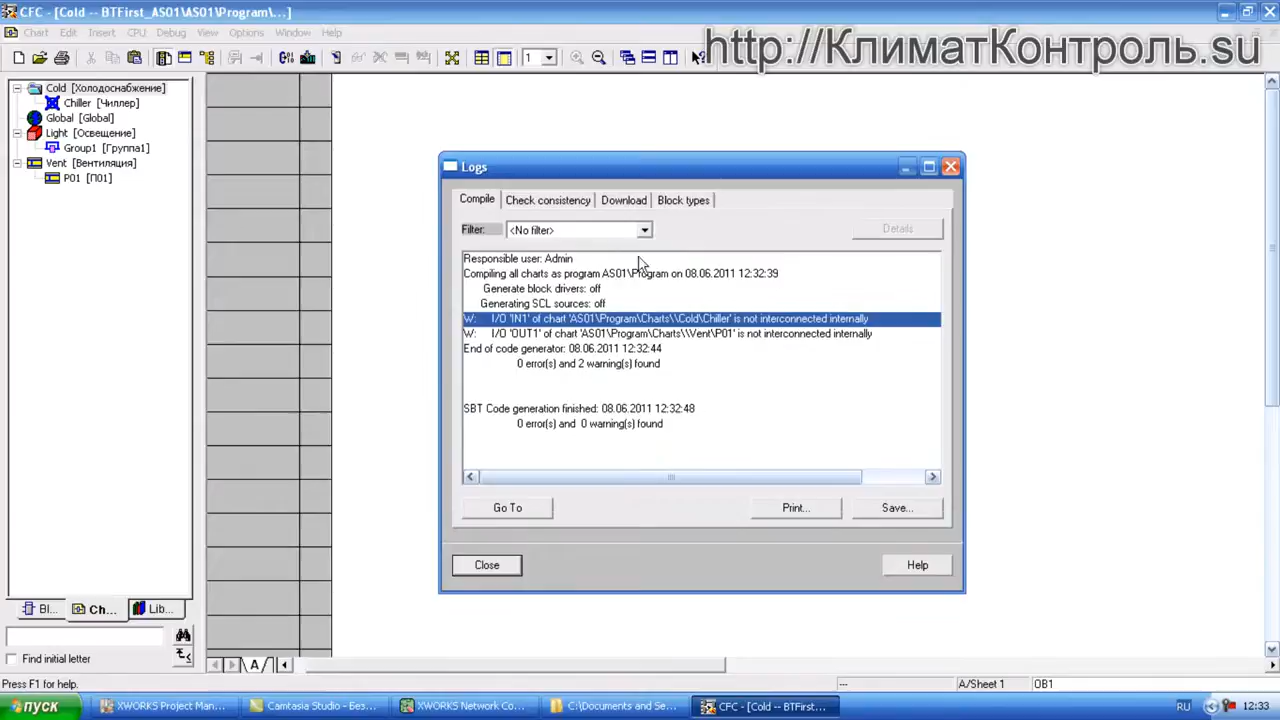 CFC - [Cold -- BTFirst_AS01\AS01\Program\...]
Chart Edit Insert CPU Debug View Options Window Help
http://КлиматКонтроль.su
1
Cold [Холодоснабжение]
Chiller [Чиллер]
Global [Global]
Light [Освещение]
Group1 [Группа1]
Vent [Вентиляция]
P01 [П01]
Logs
Compile Check consistency Download Block types
Filter: <No filter> Details
Responsible user: Admin
Compiling all charts as program AS01\Program on 08.06.2011 12:32:39
Generate block drivers: off
Generating SCL sources: off
W: I/O 'IN1' of chart 'AS01\Program\Charts\\Cold\Chiller' is not interconnected internally
W: I/O 'OUT1' of chart 'AS01\Program\Charts\\Vent\P01' is not interconnected internally
End of code generator: 08.06.2011 12:32:44
0 error(s) and 2 warning(s) found
SBT Code generation finished: 08.06.2011 12:32:48
0 error(s) and 0 warning(s) found
Go To Print... Save...
Close Help
Bl... Ch... Lib...
Find initial letter
A
Press F1 for help. --- A/Sheet 1 OB1
пуск XWORKS Project Man... Camtasia Studio - Без... XWORKS Network Co... C:\Documents and Se... CFC - [Cold -- BTFirst... RU 12:33